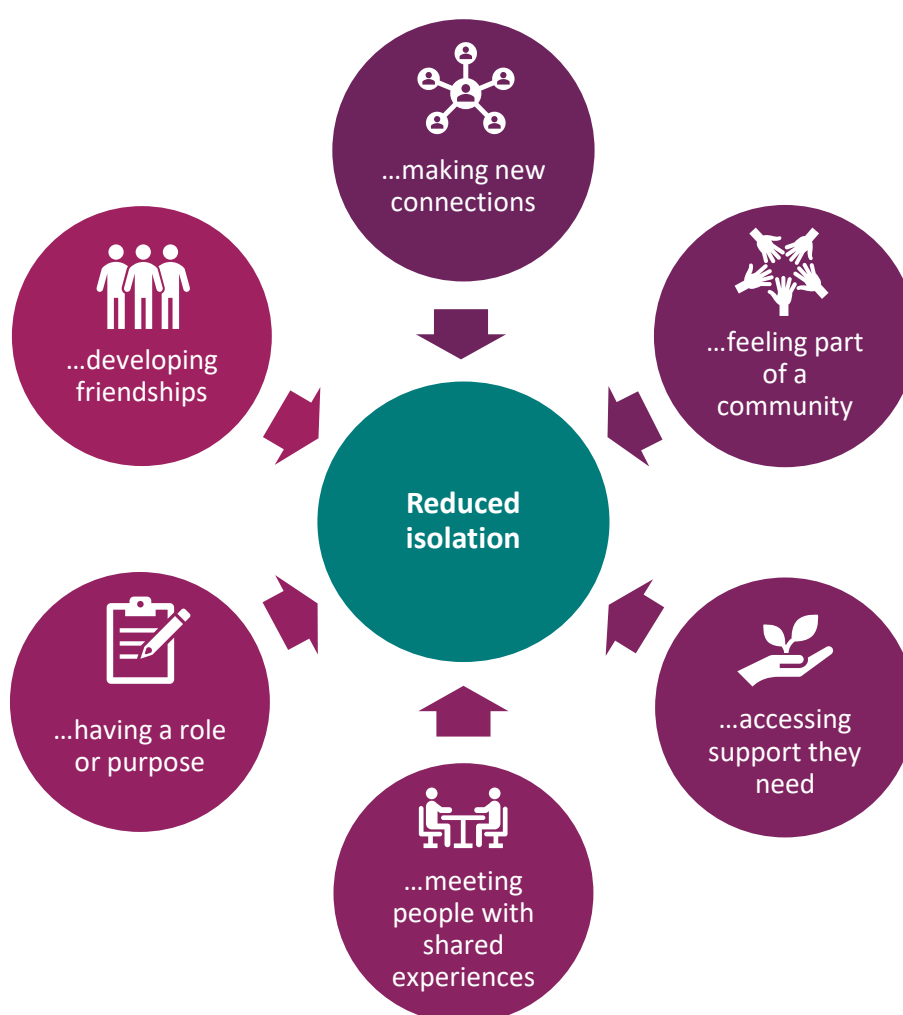 ...making new
connections
...feeling part
of a
community
...accessing
support they
need
...meeting
people with
shared
experiences
...having a role
or purpose
...developing
friendships
Reduced
isolation